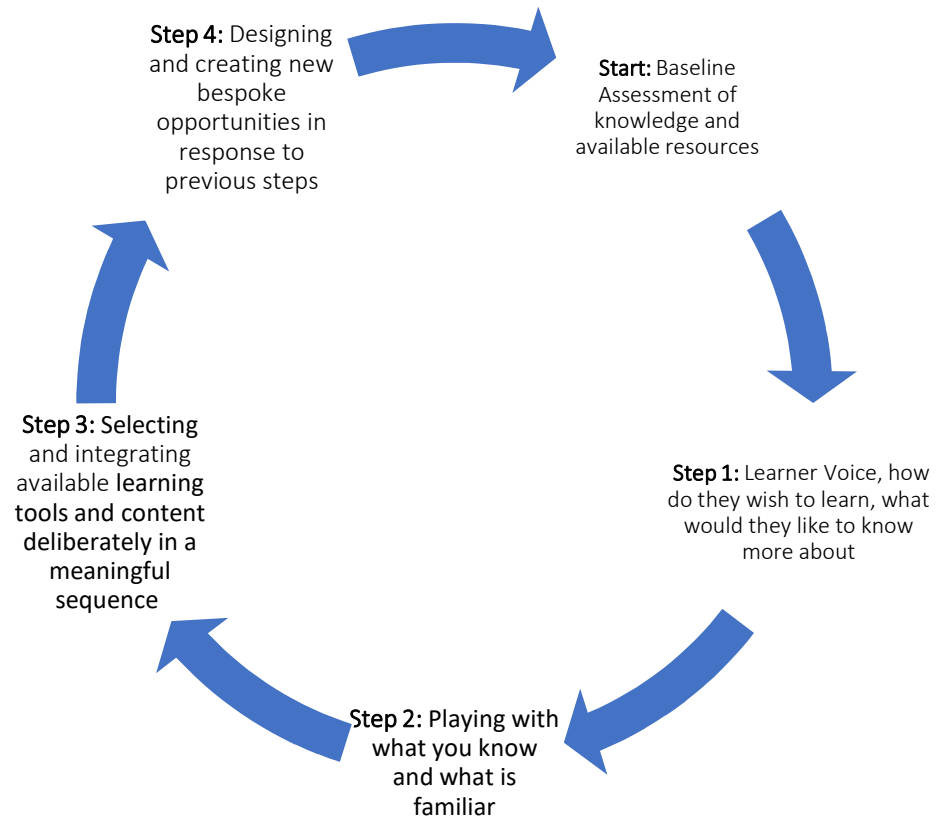 Start: Baseline
Assessment of
knowledge and
available resources
Step 1: Learner Voice, how
do they wish to learn, what
would they like to know
more about
Step 2: Playing with
what you know
and what is
familiar
Step 3: Selecting
and integrating
available learning
tools and content
deliberately in a
meaningful
sequence
Step 4: Designing
and creating new
bespoke
opportunities in
response to
previous steps